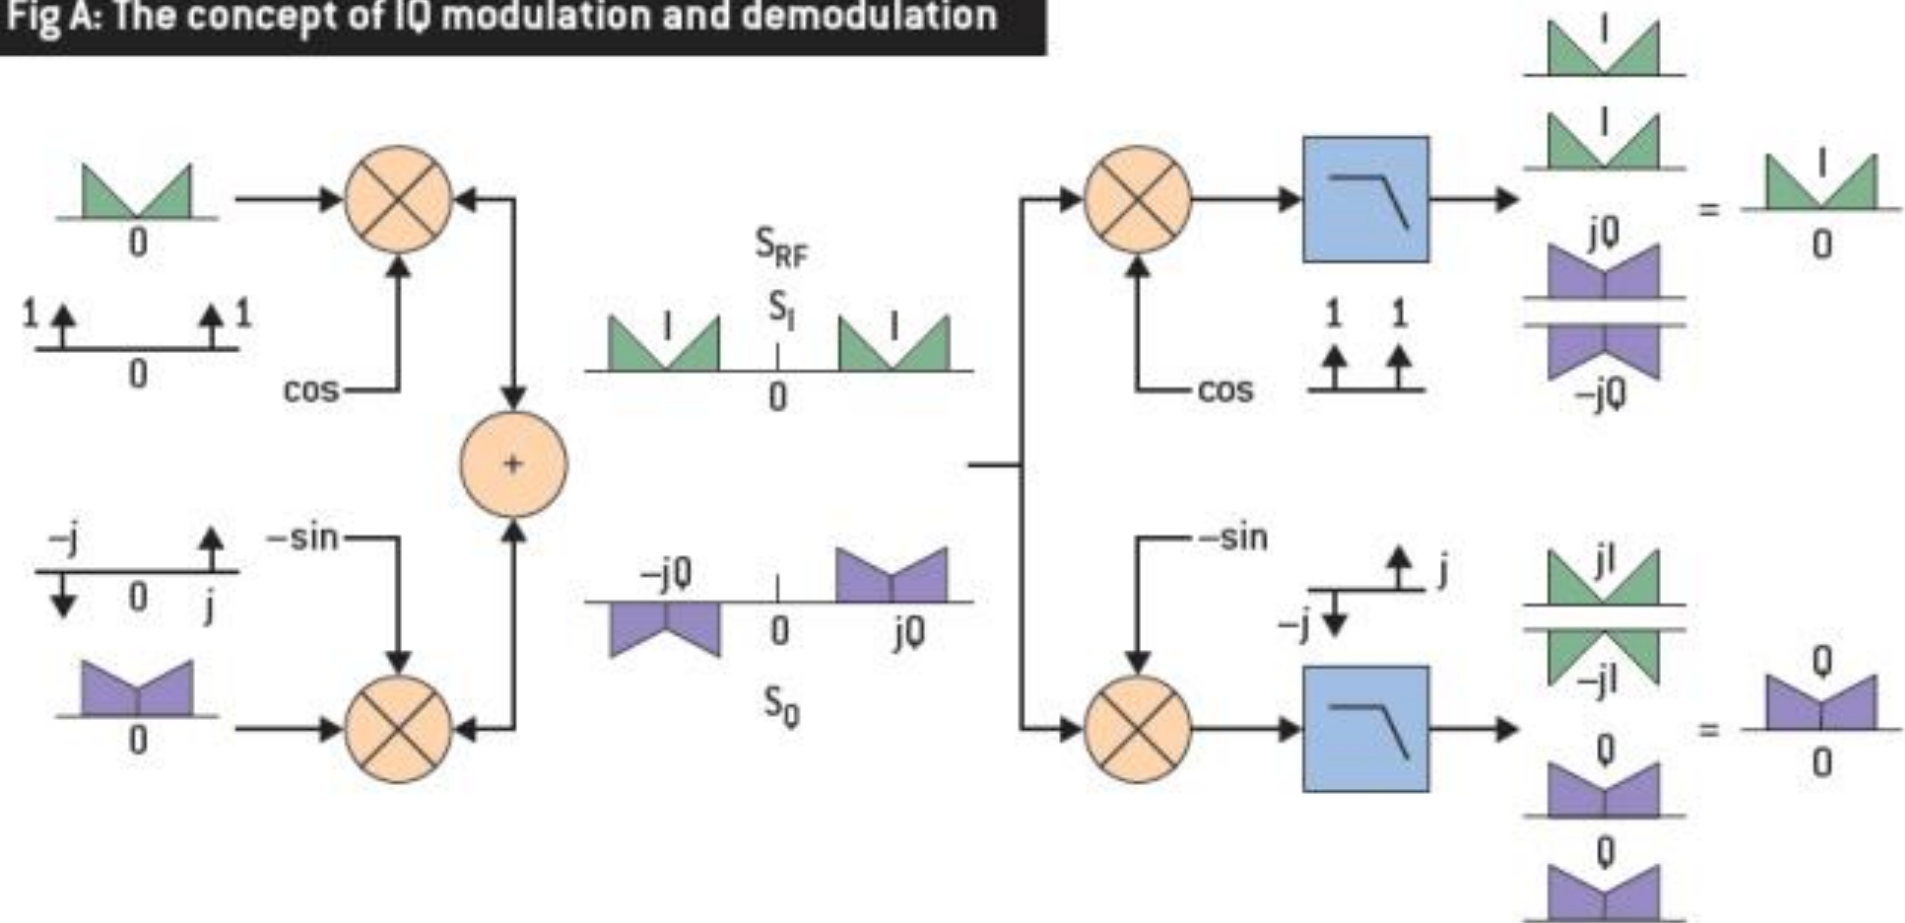 Fig A: The concept of IQ modulation and demodulation
0
1 1
0
cos
+
-j
0
j
-sin
0
S_RF
S_I
I I
0
-jQ
0
jQ
S_Q
cos
1 1
-sin
j
-j
I
I
jQ
-jQ
=
I
0
jI
-jI
Q
Q
=
Q
0